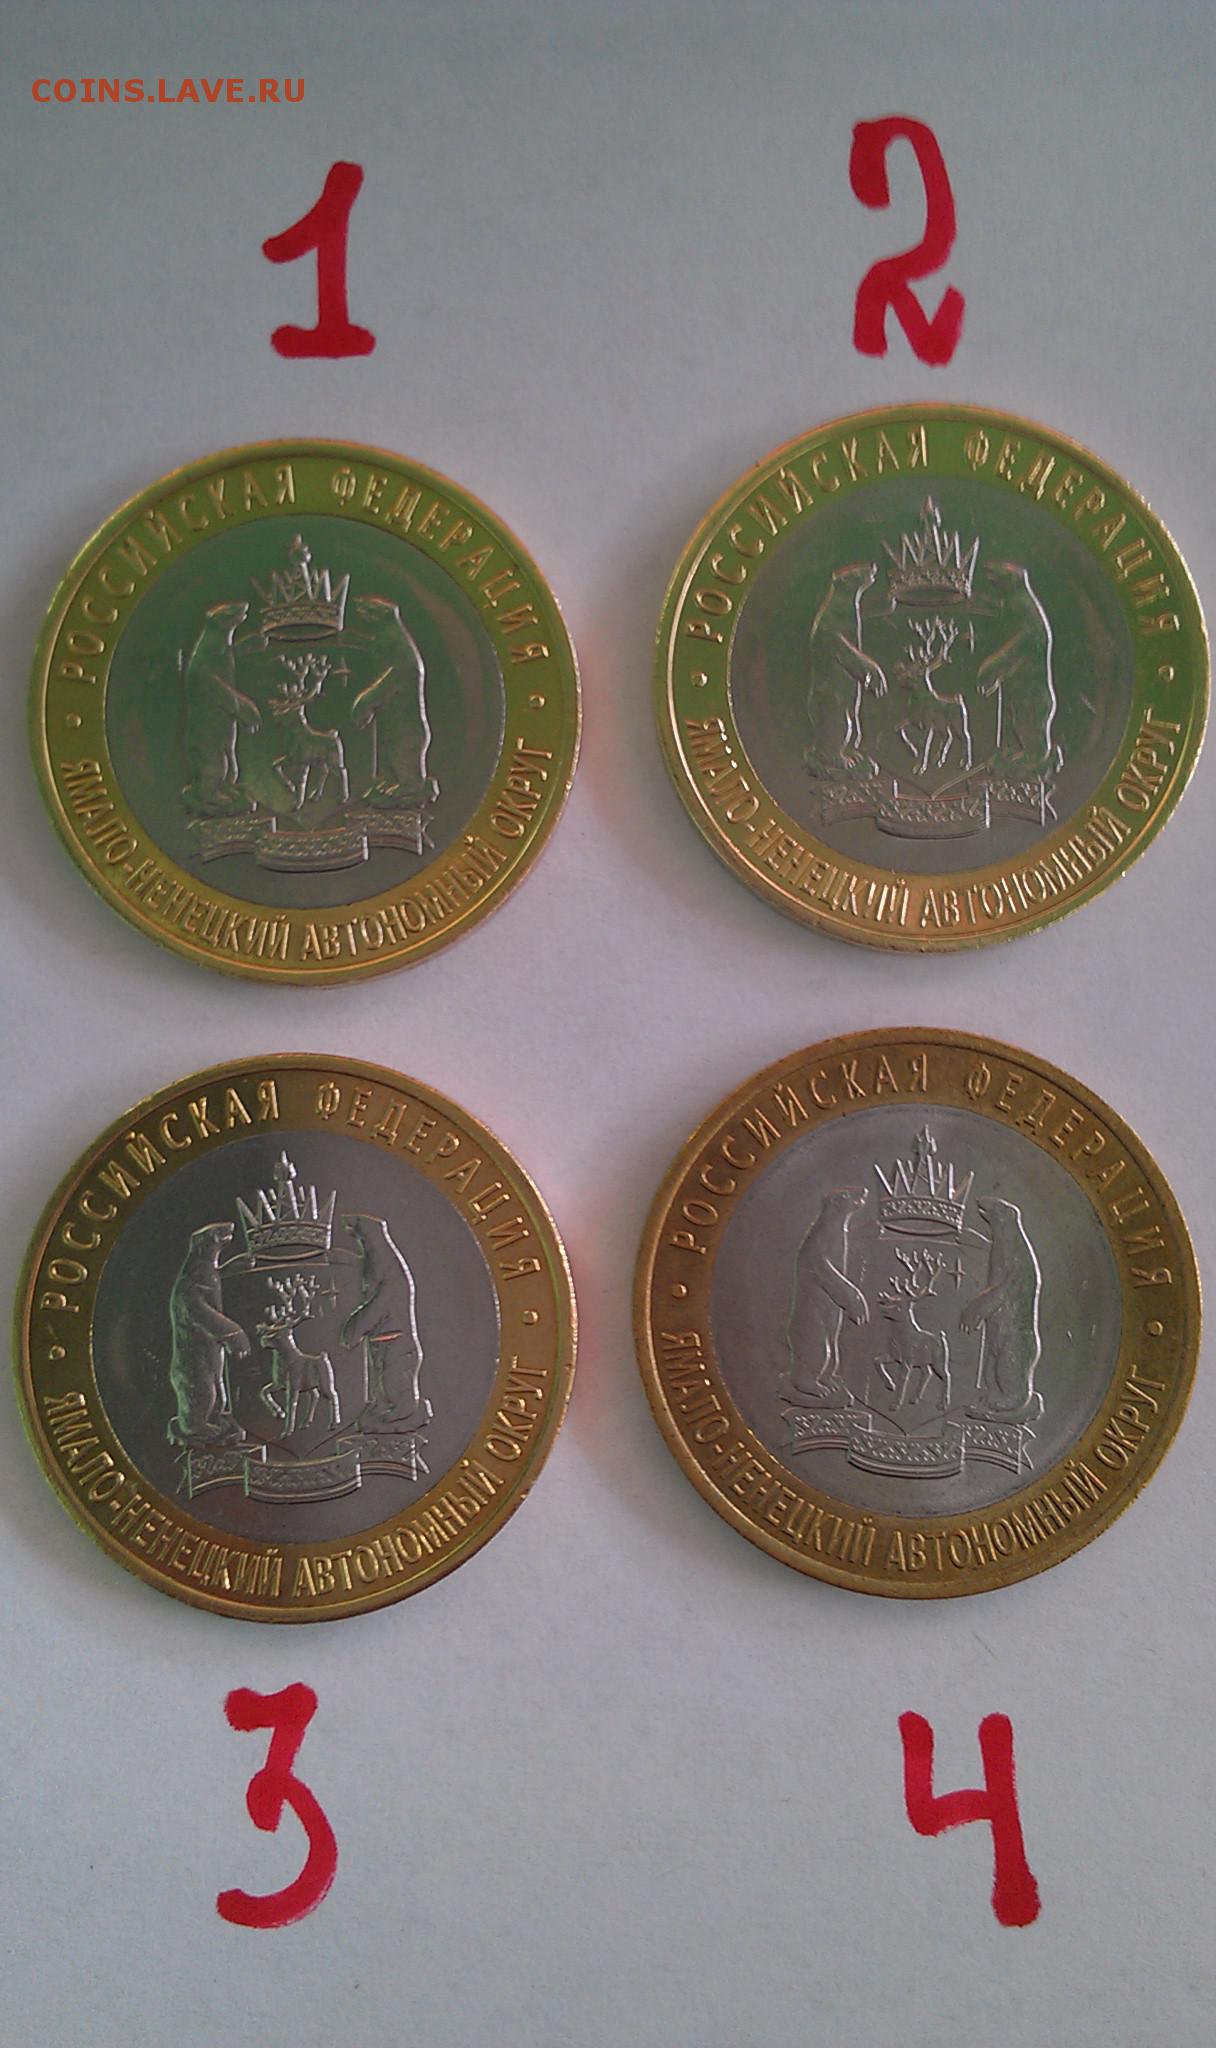 COINS.LAVE.RU
1
2
РОССИЙСКАЯ ФЕДЕРАЦИЯ
ЯМАЛО-НЕНЕЦКИЙ АВТОНОМНЫЙ ОКРУГ
РОССИЙСКАЯ ФЕДЕРАЦИЯ
ЯМАЛО-НЕНЕЦКИЙ АВТОНОМНЫЙ ОКРУГ
РОССИЙСКАЯ ФЕДЕРАЦИЯ
ЯМАЛО-НЕНЕЦКИЙ АВТОНОМНЫЙ ОКРУГ
РОССИЙСКАЯ ФЕДЕРАЦИЯ
ЯМАЛО-НЕНЕЦКИЙ АВТОНОМНЫЙ ОКРУГ
3
4